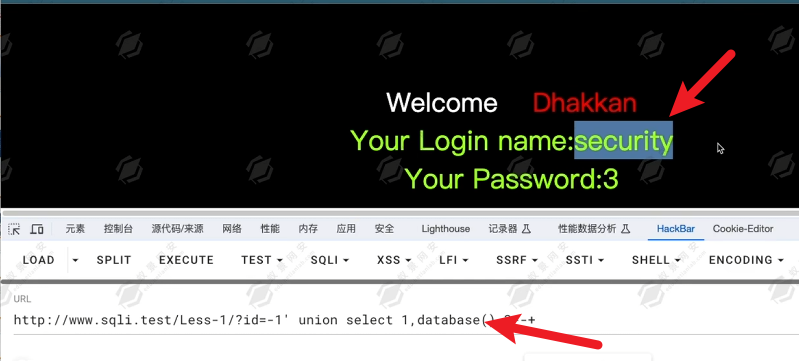 Welcome Dhakkan
Your Login name:security
Your Password:3
元素 控制台 源代码/来源 网络 性能 内存 应用 安全 Lighthouse 记录器 性能数据分析 HackBar Cookie-Editor
LOAD SPLIT EXECUTE TEST SQLI XSS LFI SSRF SSTI SHELL ENCODING
URL
http://www.sqli.test/Less-1/?id=-1' union select 1,database()